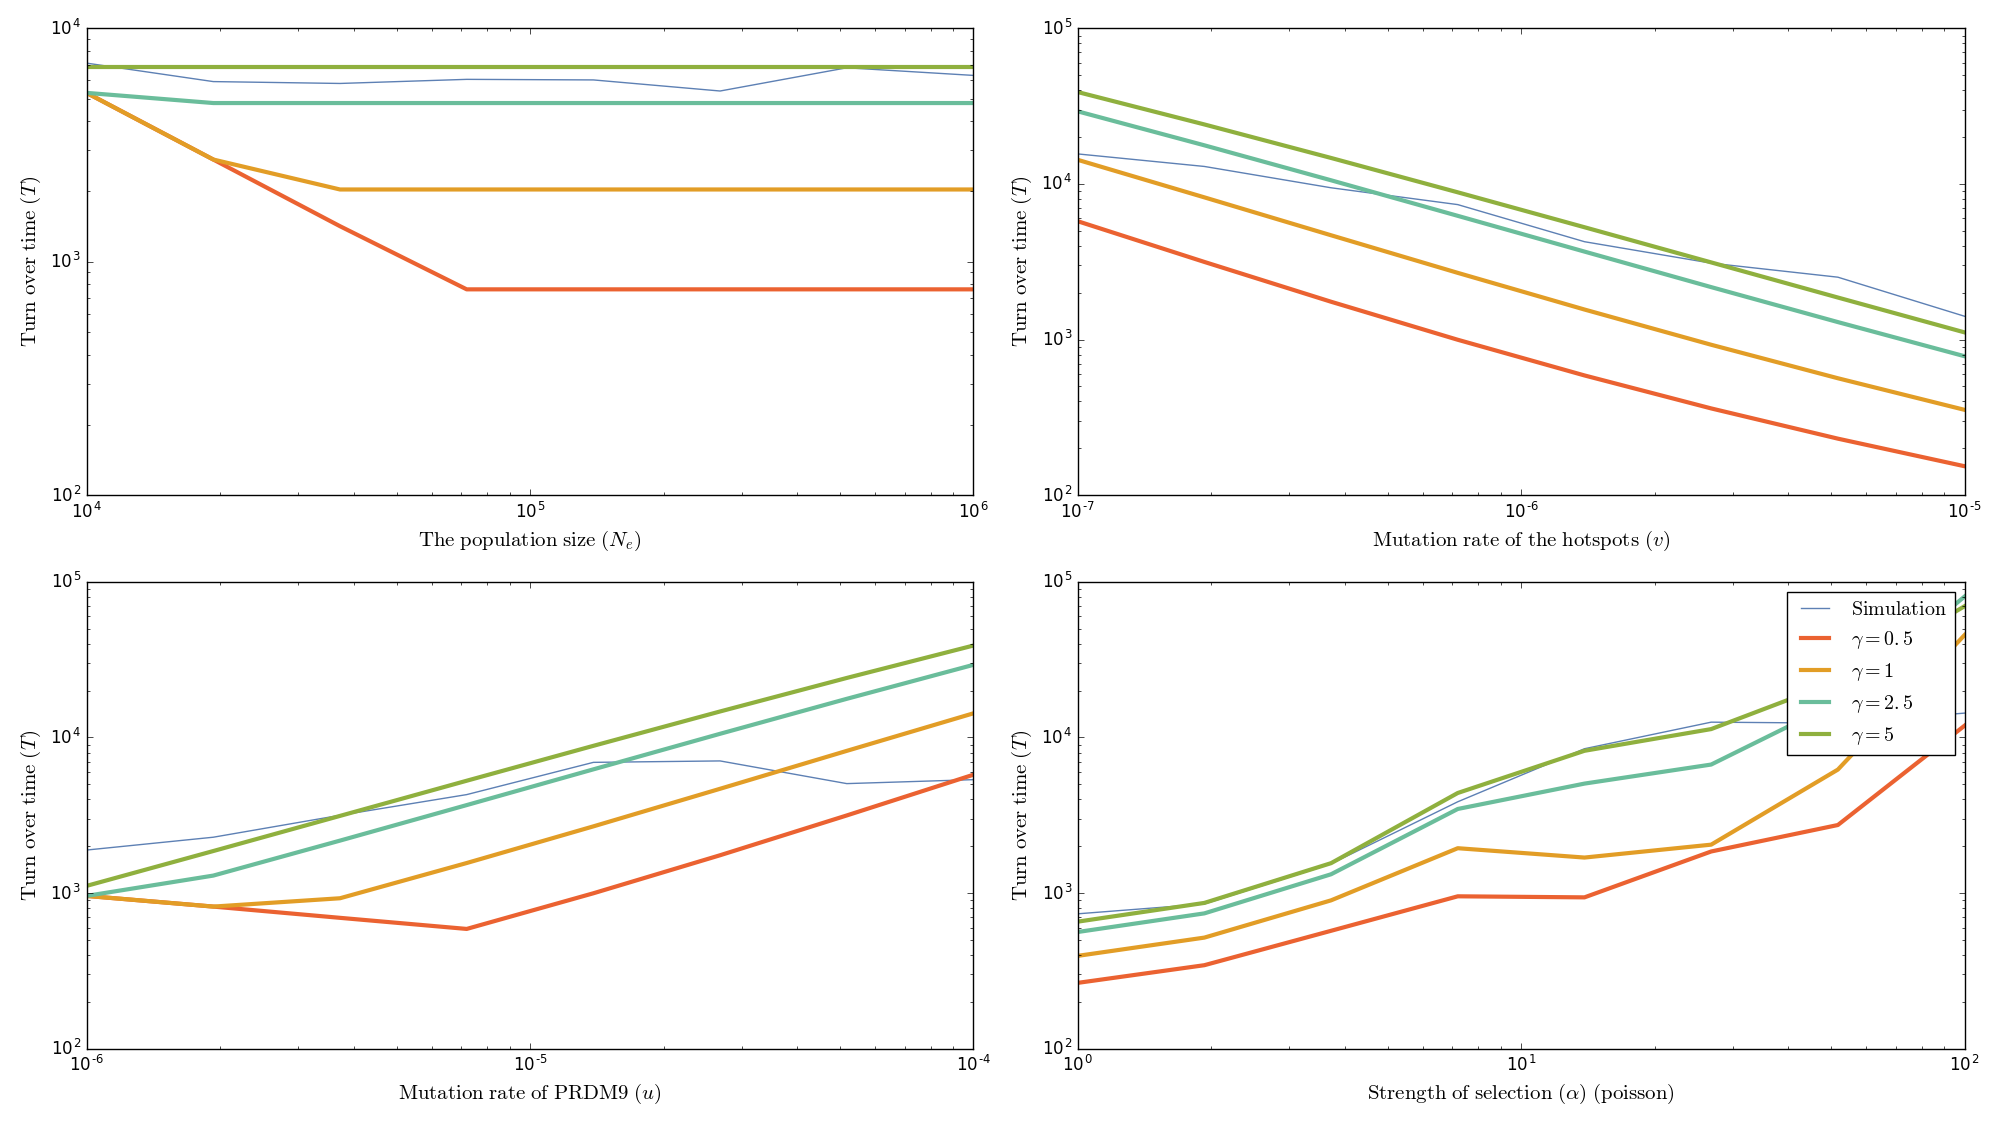 10^4
10^3
10^2
Turn over time (T)
10^4 10^5 10^6
The population size (N_e)
10^5
10^4
10^3
10^2
Turn over time (T)
10^-7 10^-6 10^-5
Mutation rate of the hotspots (v)
10^5
10^4
10^3
10^2
Turn over time (T)
10^-6 10^-5 10^-4
Mutation rate of PRDM9 (u)
10^5
10^4
10^3
10^2
Turn over time (T)
Simulation
γ = 0.5
γ = 1
γ = 2.5
γ = 5
10^0 10^1 10^2
Strength of selection (α) (poisson)